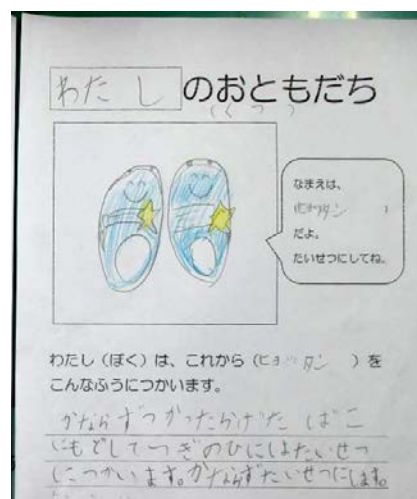 わたし のおともだち
(くつ)
なまえは、
だよ。
たいせつにしてね。
わたし(ぼく)は、これから()を
こんなふうにつかいます。
かならずつかったらげたばこ
にもどしてつぎのひにはたいせつ
につかいます。かならずたいせつにします。